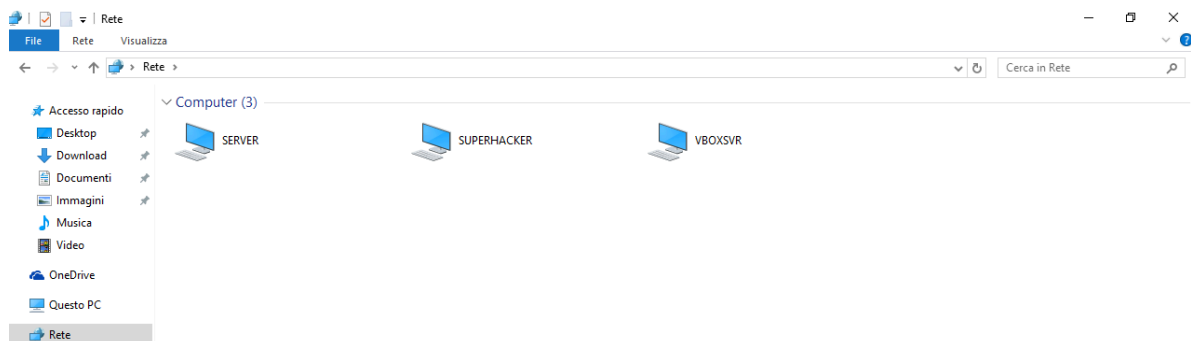 Rete
File Rete Visualizza
Rete
Cerca in Rete
Accesso rapido
Desktop
Download
Documenti
Immagini
Musica
Video
OneDrive
Questo PC
Rete
Computer (3)
SERVER
SUPERHACKER
VBOXSVR